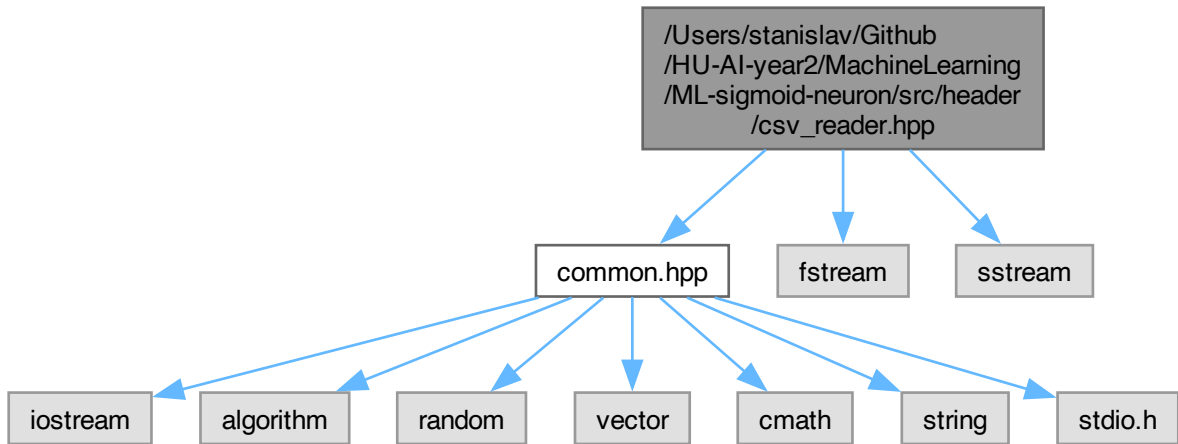 /Users/stanislav/Github
/HU-AI-year2/MachineLearning
/ML-sigmoid-neuron/src/header
/csv_reader.hpp
common.hpp
fstream
sstream
iostream
algorithm
random
vector
cmath
string
stdio.h